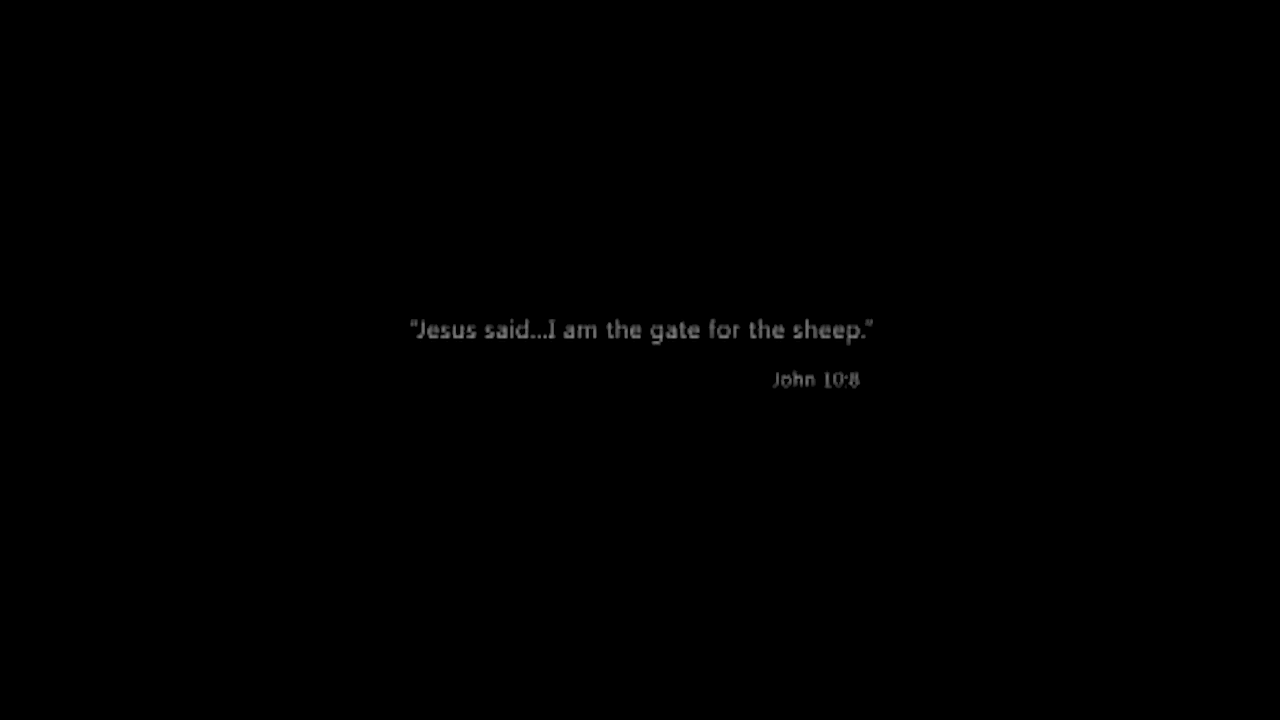 "Jesus said...I am the gate for the sheep."
John 10:8